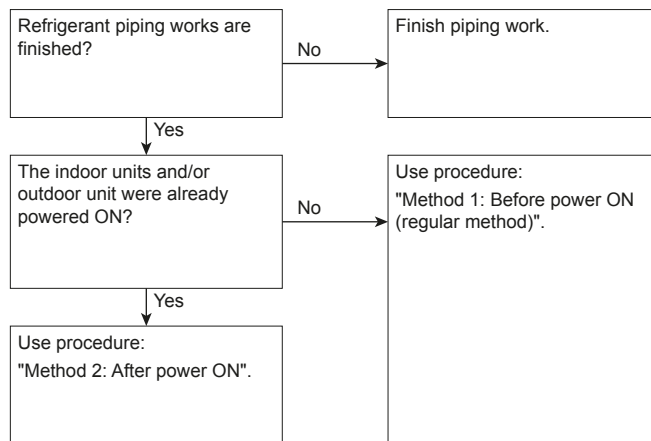 Refrigerant piping works are
finished?
No
Finish piping work.
Yes
The indoor units and/or
outdoor unit were already
powered ON?
No
Use procedure:
"Method 1: Before power ON
(regular method)".
Yes
Use procedure:
"Method 2: After power ON".